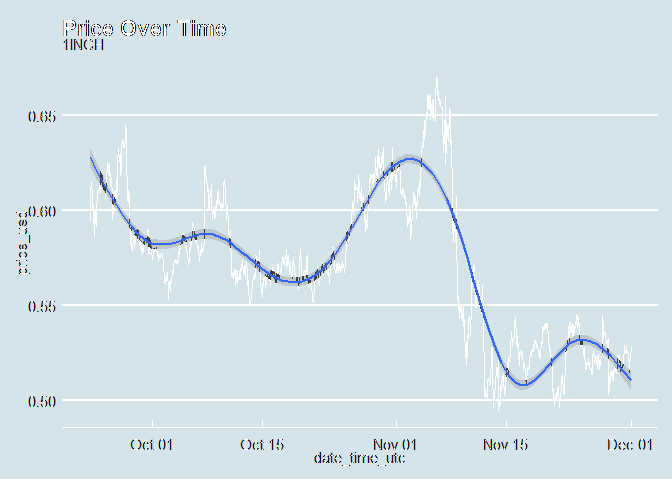 Price Over Time
1INCH
0.65
0.60
0.55
0.50
price_usd
Oct 01
Oct 15
Nov 01
Nov 15
Dec 01
date_time_utc